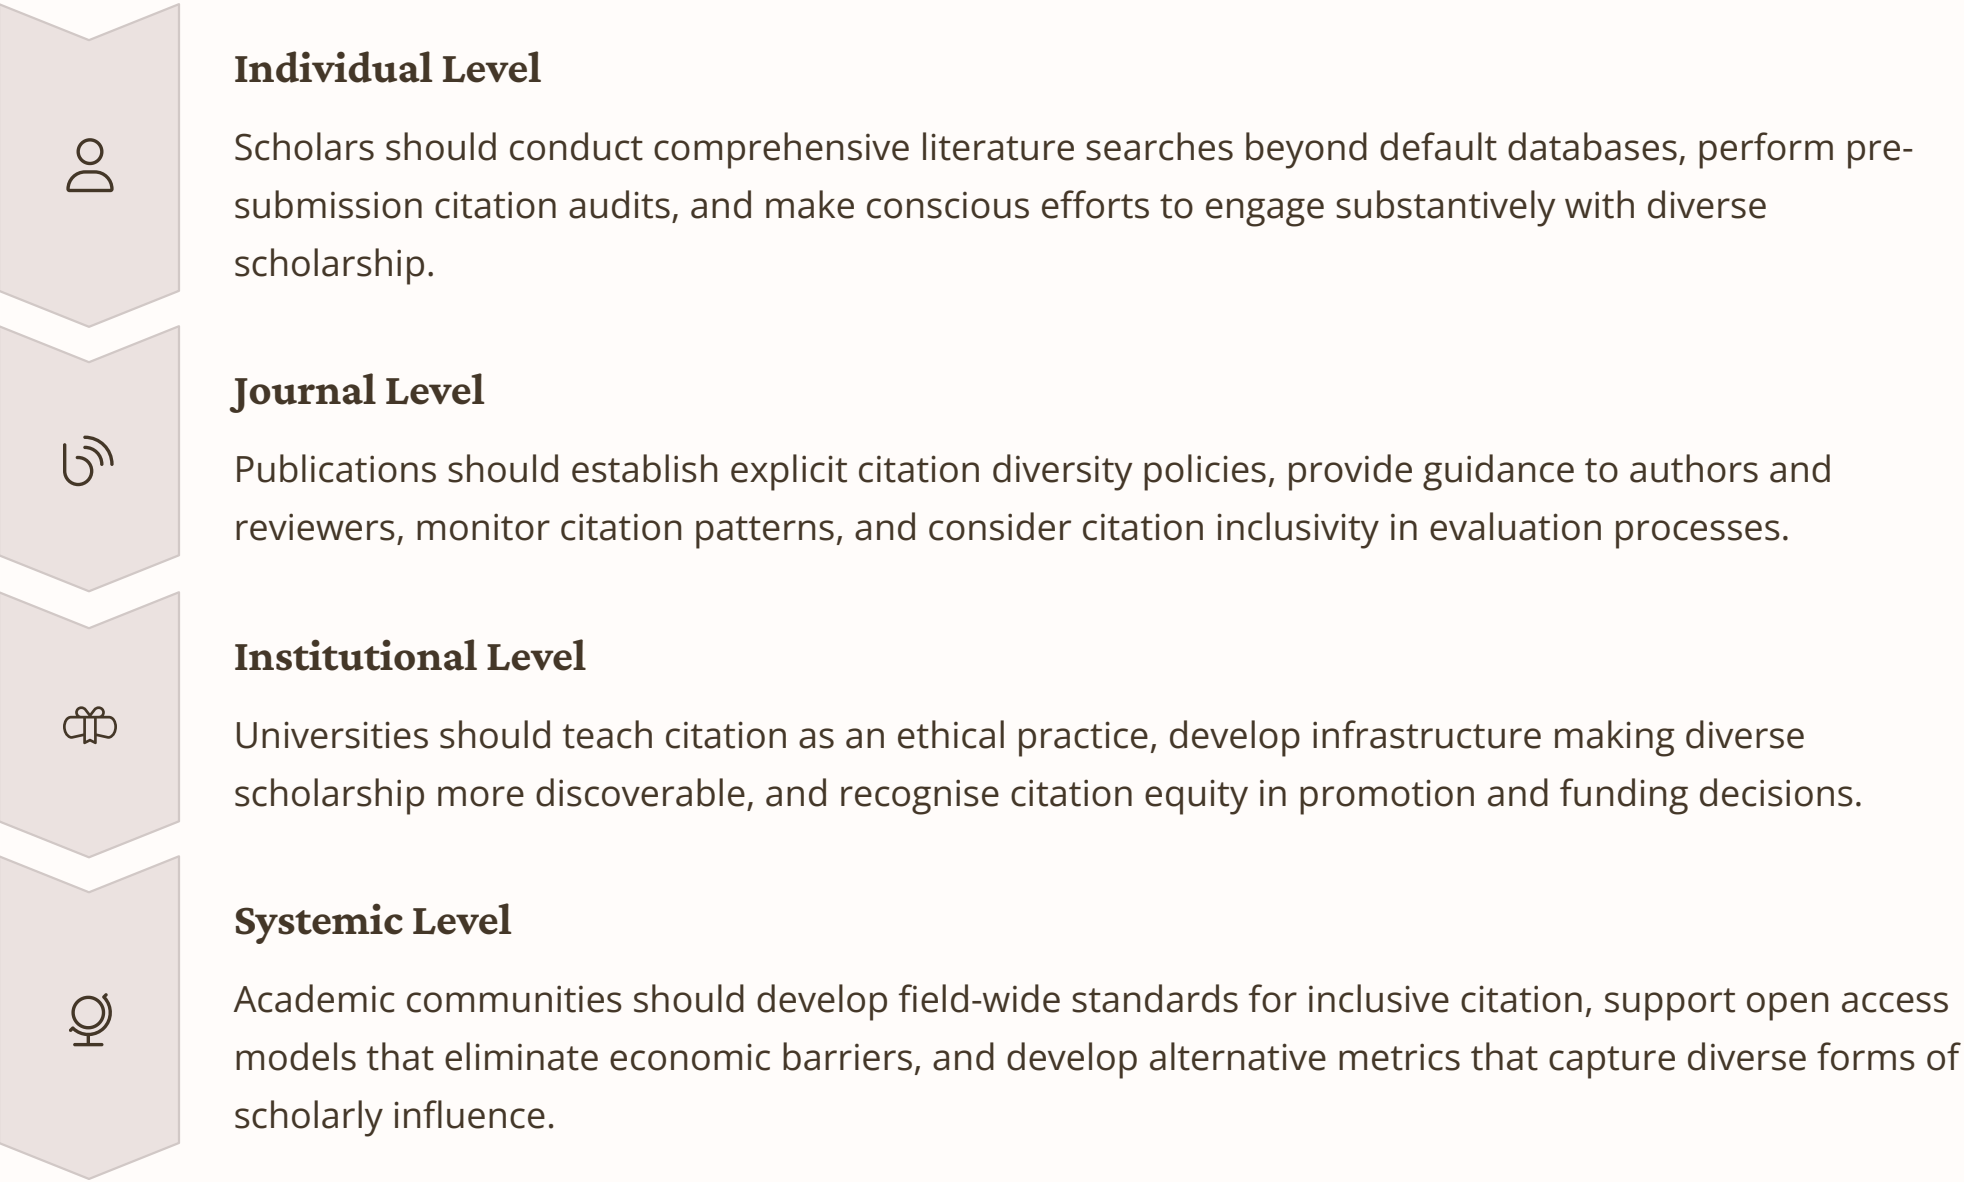 Individual Level
Scholars should conduct comprehensive literature searches beyond default databases, perform pre-
submission citation audits, and make conscious efforts to engage substantively with diverse
scholarship.
Journal Level
Publications should establish explicit citation diversity policies, provide guidance to authors and
reviewers, monitor citation patterns, and consider citation inclusivity in evaluation processes.
Institutional Level
Universities should teach citation as an ethical practice, develop infrastructure making diverse
scholarship more discoverable, and recognise citation equity in promotion and funding decisions.
Systemic Level
Academic communities should develop field-wide standards for inclusive citation, support open access
models that eliminate economic barriers, and develop alternative metrics that capture diverse forms of
scholarly influence.